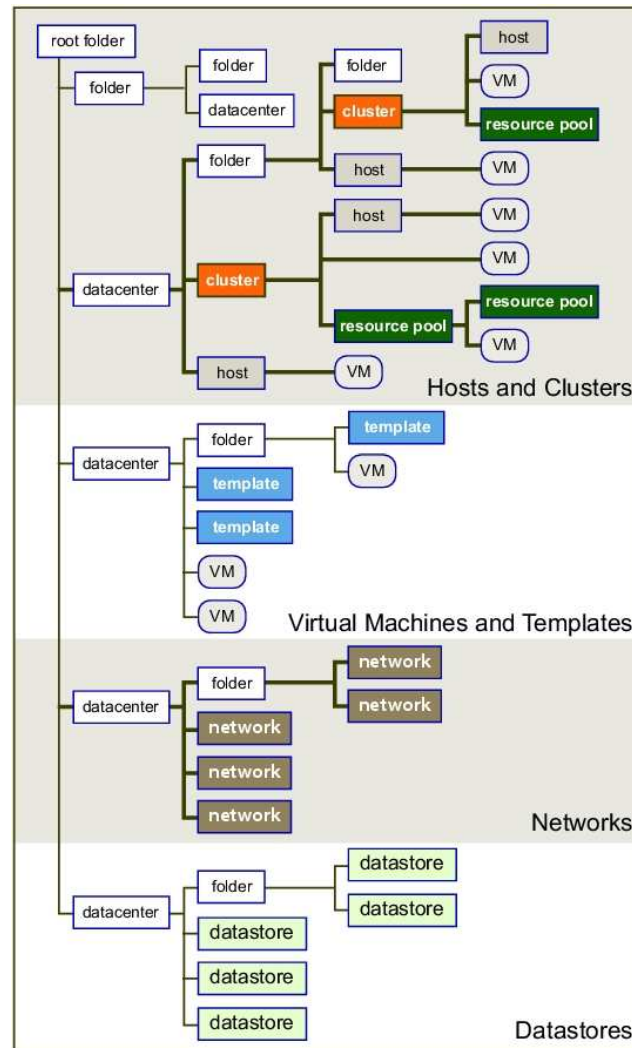 root folder
folder
folder
datacenter
datacenter
folder
folder
cluster
host
VM
resource pool
host
VM
cluster
host
VM
VM
resource pool
resource pool
VM
host
VM
Hosts and Clusters
datacenter
folder
template
VM
template
template
VM
VM
Virtual Machines and Templates
datacenter
folder
network
network
network
network
network
Networks
datacenter
folder
datastore
datastore
datastore
datastore
datastore
Datastores